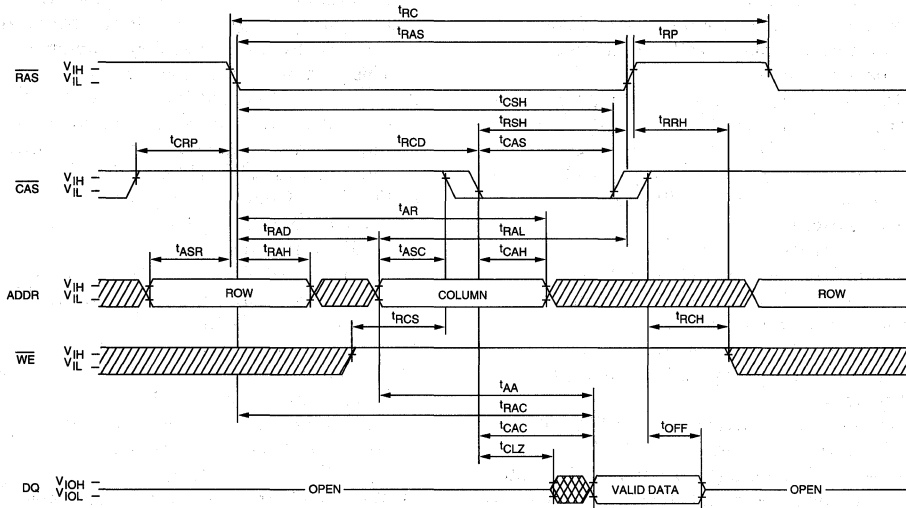 tRC
tRAS tRP
RAS VIH VIL
tCSH
tRSH tRRH
tCRP tRCD tCAS
CAS VIH VIL
tAR
tRAD tRAL
tASR tRAH tASC tCAH
ADDR VIH VIL ROW COLUMN ROW
tRCS tRCH
WE VIH VIL
tAA
tRAC
tCAC tOFF
tCLZ
DQ VIOH VIOL OPEN VALID DATA OPEN